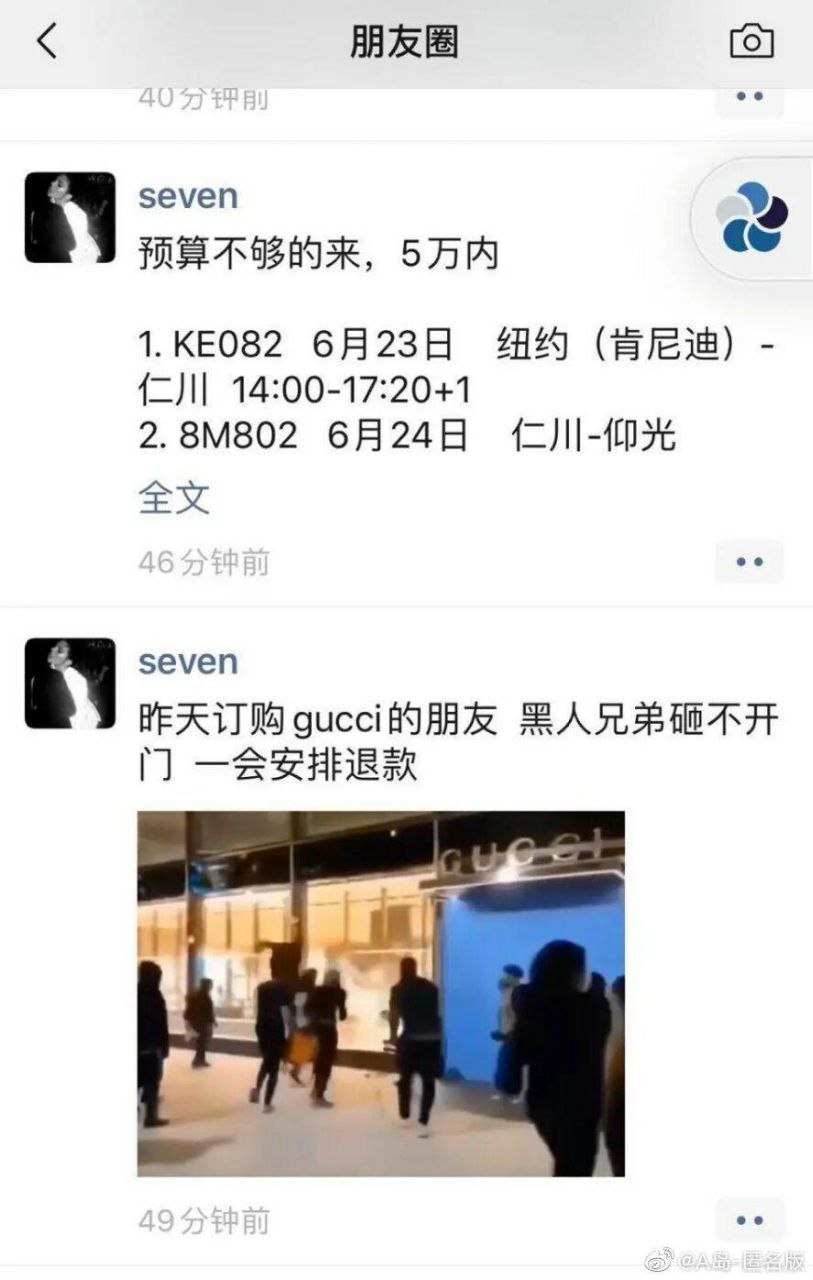 朋友圈
40分钟前
seven
预算不够的来，5万内
1. KE082 6月23日 纽约（肯尼迪）-
仁川 14:00-17:20+1
2. 8M802 6月24日 仁川-仰光
全文
46分钟前
seven
昨天订购gucci的朋友 黑人兄弟砸不开
门 一会安排退款
GUCCI
49分钟前
@A岛-匿名版